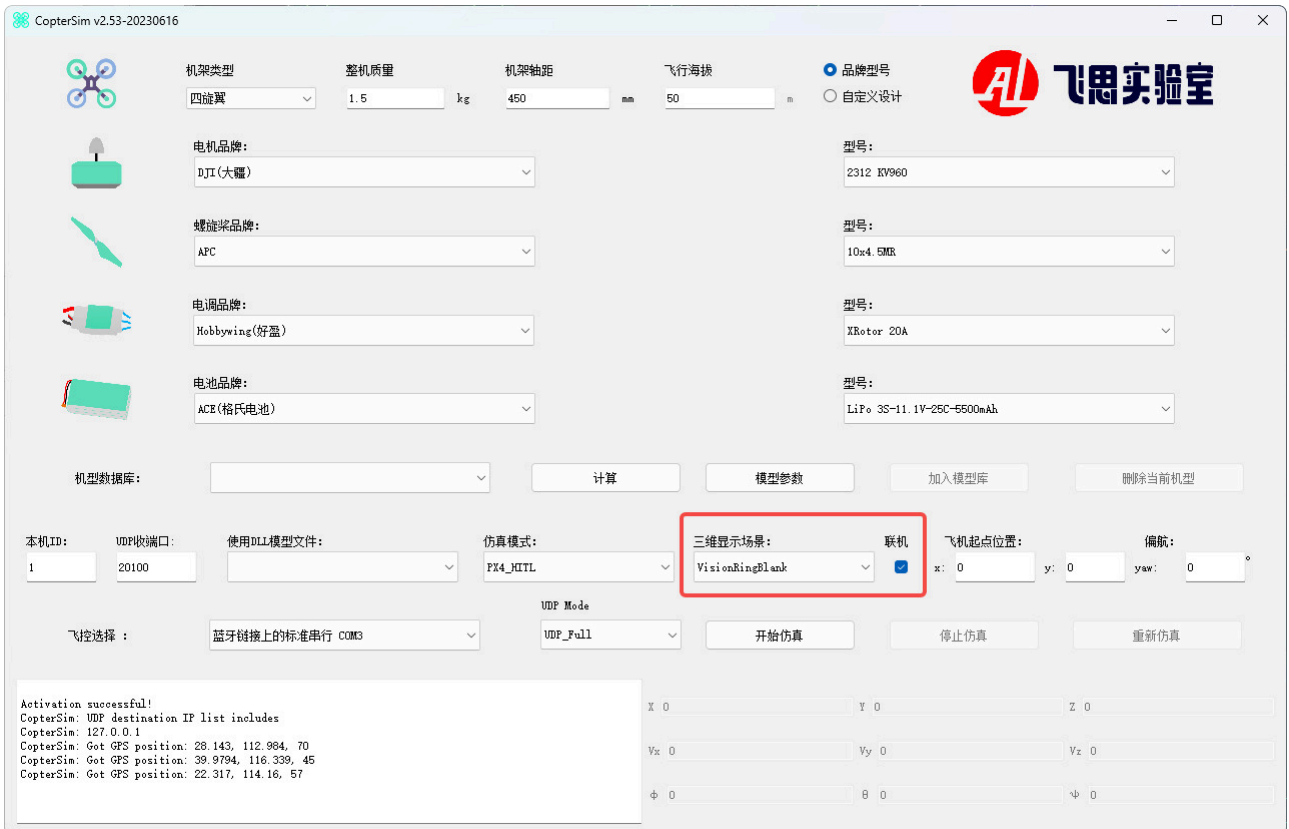 CopterSim v2.53-20230616
机架类型 整机质量 机架轴距 飞行海拔 品牌型号
四旋翼 1.5 kg 450 mm 50 m 自定义设计
飞思实验室
电机品牌: 型号:
DJI(大疆) 2312 KV960
螺旋桨品牌: 型号:
APC 10x4.5MR
电调品牌: 型号:
Hobbywing(好盈) XRotor 20A
电池品牌: 型号:
ACE(格氏电池) LiPo 3S-11.1V-25C-5500mAh
机型数据库: 计算 模型参数 加入模型库 删除当前机型
本机ID: UDP收端口: 使用DLL模型文件: 仿真模式: 三维显示场景: 联机 飞机起点位置: 偏航:
1 20100 PX4_HITL VisionRingBlank x: 0 y: 0 yaw: 0 °
UDP Mode
飞控选择 : 蓝牙链接上的标准串行 COM3 UDP_Full 开始仿真 停止仿真 重新仿真
Activation successful!
CopterSim: UDP destination IP list includes
CopterSim: 127.0.0.1
CopterSim: Got GPS position: 28.143, 112.984, 70
CopterSim: Got GPS position: 39.9794, 116.339, 45
CopterSim: Got GPS position: 22.317, 114.16, 57
X 0 Y 0 Z 0
Vx 0 Vy 0 Vz 0
ϕ 0 θ 0 ψ 0